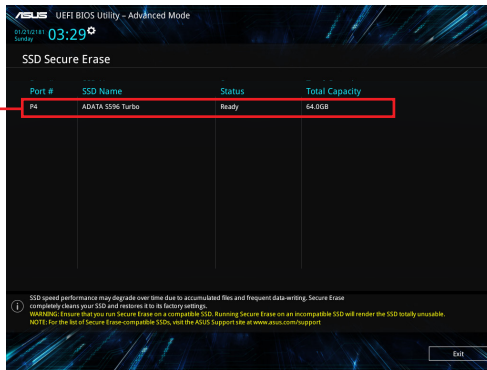 ASUS UEFI BIOS Utility – Advanced Mode
01/21/2181 03:29
Sunday
SSD Secure Erase
Port # SSD Name Status Total Capacity
P4 ADATA S596 Turbo Ready 64.0GB
SSD speed performance may degrade over time due to accumulated files and frequent data-writing. Secure Erase
completely cleans your SSD and restores it to its factory settings.
WARNING: Ensure that you run Secure Erase on a compatible SSD. Running Secure Erase on an incompatible SSD will render the SSD totally unusable.
NOTE: For the list of Secure Erase-compatible SSDs, visit the ASUS Support site at www.asus.com/support
Exit